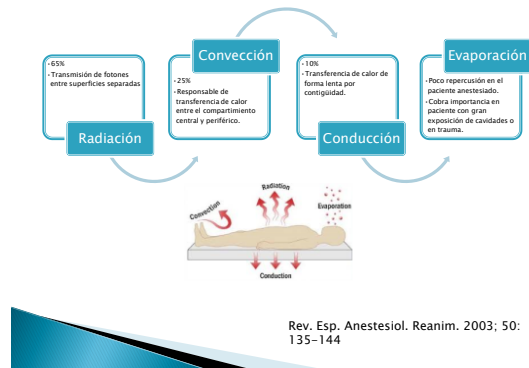 ·65%
·Transmisión de fotones
entre superficies separadas
Radiación
Convección
·25%
·Responsable de
transferencia de calor
entre el compartimiento
central y periférico.
·10%
·Transferencia de calor de
forma lenta por
contigüidad.
Conducción
Evaporación
·Poco repercusión en el
paciente anestesiado.
·Cobra importancia en
paciente con gran
exposición de cavidades o
en trauma.
Radiation
Convection
Evaporation
Conduction
Rev. Esp. Anestesiol. Reanim. 2003; 50:
135-144